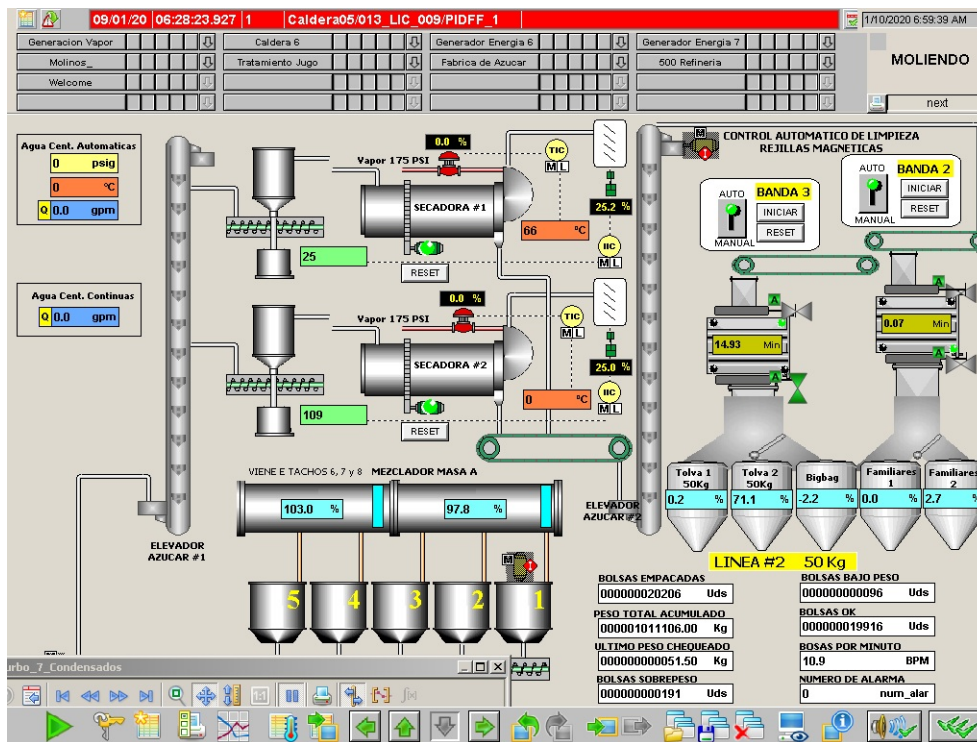 09/01/20 06:28:23.927 1 Caldera05/013_LIC_009/PIDFF_1
1/10/2020 6:59:39 AM
Generacion Vapor
Caldera 6
Generador Energia 6
Generador Energia 7
Molinos_
Tratamiento Jugo
Fabrica de Azucar
500 Refineria
MOLIENDO
Welcome
next
Agua Cent. Automaticas
0 psig
0 ºC
Q 0.0 gpm
Agua Cent. Continuas
Q 0.0 gpm
0.0 %
Vapor 175 PSI
TIC
M L
SECADORA #1
66 ºC
25.2 %
IIC
M L
25
RESET
0.0 %
Vapor 175 PSI
TIC
M L
SECADORA #2
0 ºC
25.0 %
IIC
M L
109
RESET
M
CONTROL AUTOMATICO DE LIMPIEZA
REJILLAS MAGNETICAS
AUTO
BANDA 3
INICIAR
RESET
MANUAL
AUTO
BANDA 2
INICIAR
RESET
MANUAL
A
14.93 Min
A
A
8.07 Min
A
VIENE E TACHOS 6, 7 y 8 MEZCLADOR MASA A
103.0 %
97.8 %
ELEVADOR
AZUCAR #1
ELEVADOR
AZUCAR #2
Tolva 1
50Kg
0.2 %
Tolva 2
50Kg
71.1 %
Bigbag
-2.2 %
Familiares
1
0.0 %
Familiares
2
2.7 %
M
5 4 3 2 1
LINEA #2 50 Kg
BOLSAS EMPACADAS
000000020206 Uds
BOLSAS BAJO PESO
000000000096 Uds
PESO TOTAL ACUMULADO
000001011106.00 Kg
BOLSAS OK
000000019916 Uds
ULTIMO PESO CHEQUEADO
000000000051.50 Kg
BOSAS POR MINUTO
10.9 BPM
BOLSAS SOBREPESO
000000000191 Uds
NUMERO DE ALARMA
0 num_alar
urbo_7_Condensados
1:1